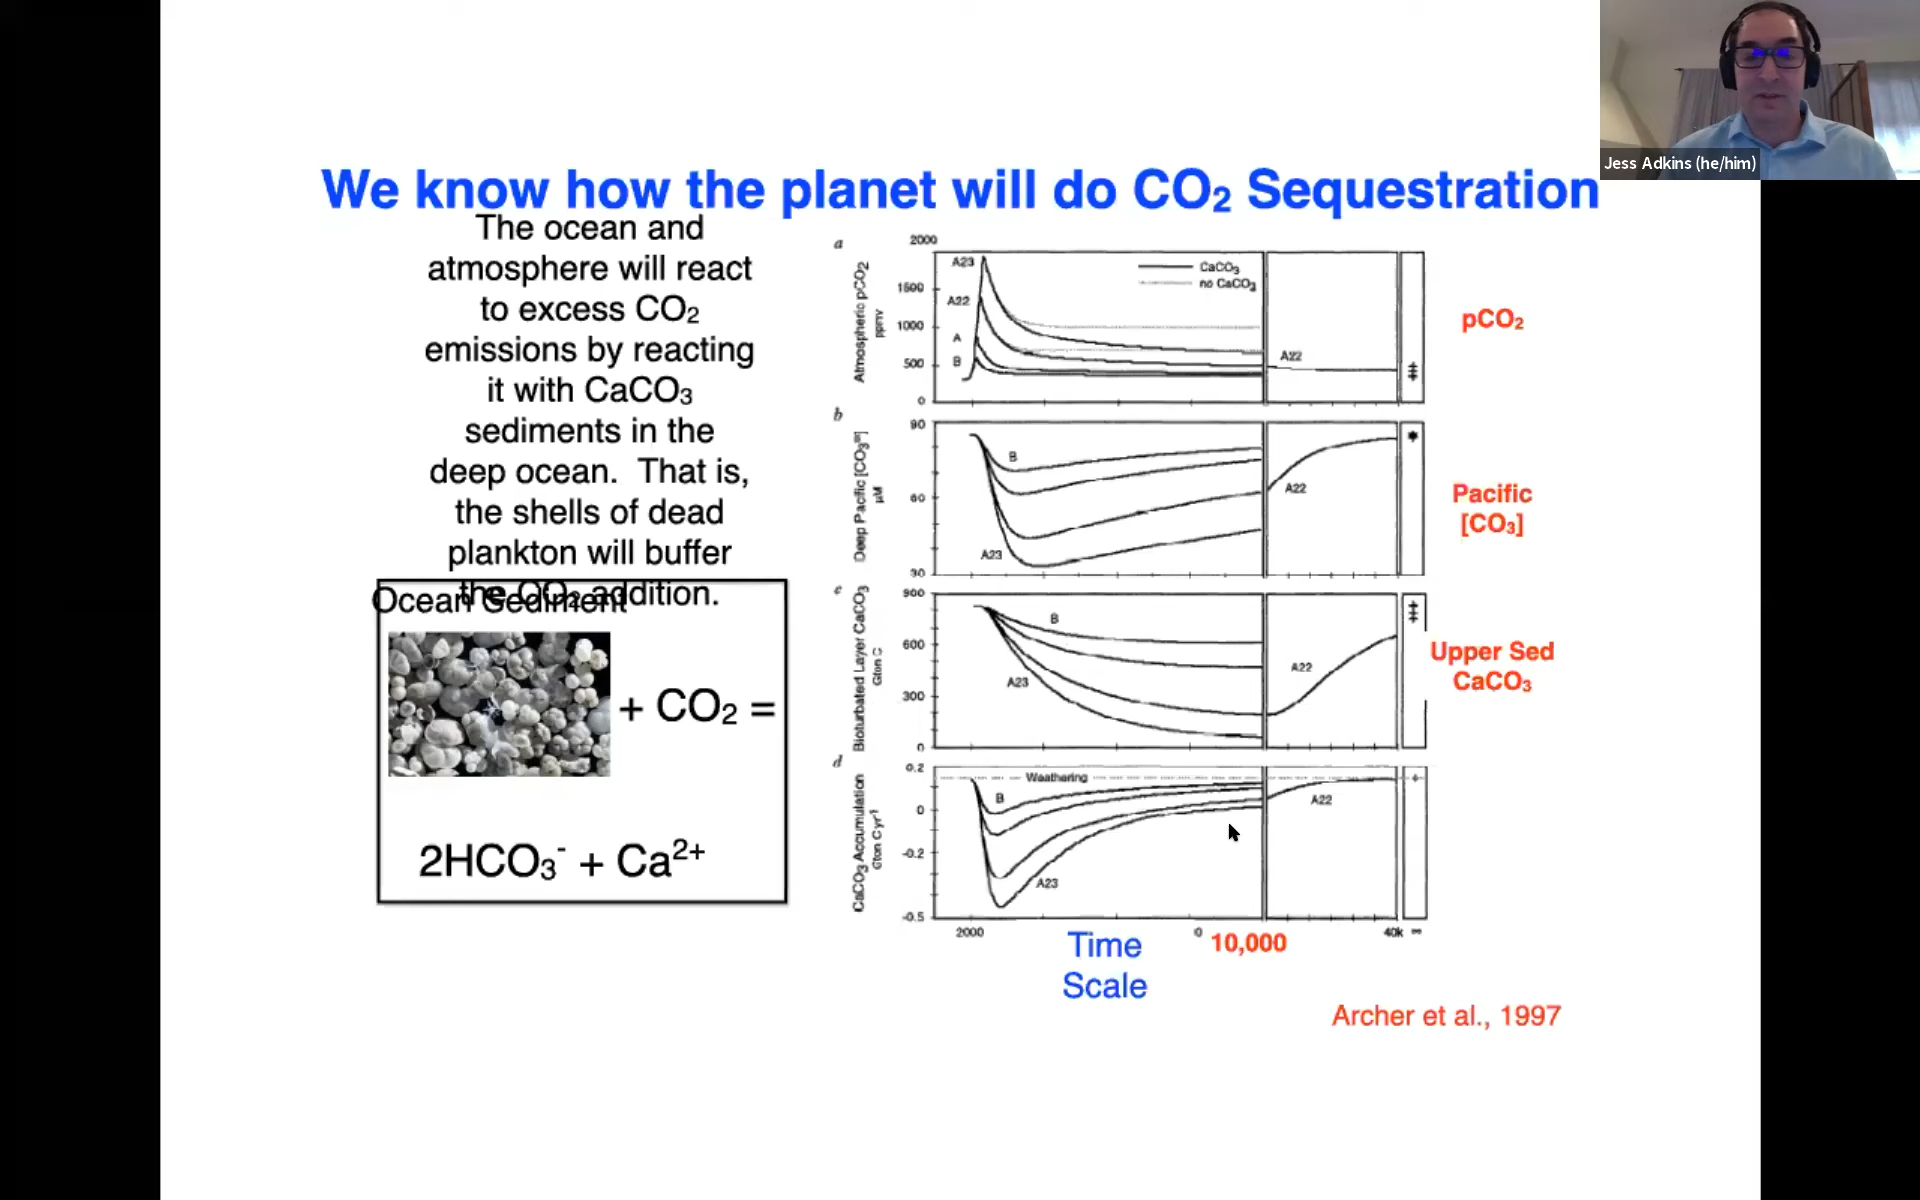 Jess Adkins (he/him)
We know how the planet will do CO₂ Sequestration
The ocean and
atmosphere will react
to excess CO₂
emissions by reacting
it with CaCO₃
sediments in the
deep ocean. That is,
the shells of dead
plankton will buffer
the CO₂ addition.
Ocean Sediment
+ CO₂ =
2HCO₃⁻ + Ca²⁺
a
2000
1500
1000
500
0
Atmospheric pCO₂
ppmv
A23
A22
A
B
CaCO₃
no CaCO₃
A22
pCO₂
b
90
60
30
Deep Pacific [CO₃⁼]
µM
B
A23
A22
Pacific
[CO₃]
c
900
600
300
0
Bioturbated Layer CaCO₃
Gton C
B
A23
A22
Upper Sed
CaCO₃
d
0.2
0
-0.2
-0.5
CaCO₃ Accumulation
Gton C yr⁻¹
Weathering
B
A23
A22
2000
0
10,000
40k
∞
Time
Scale
Archer et al., 1997